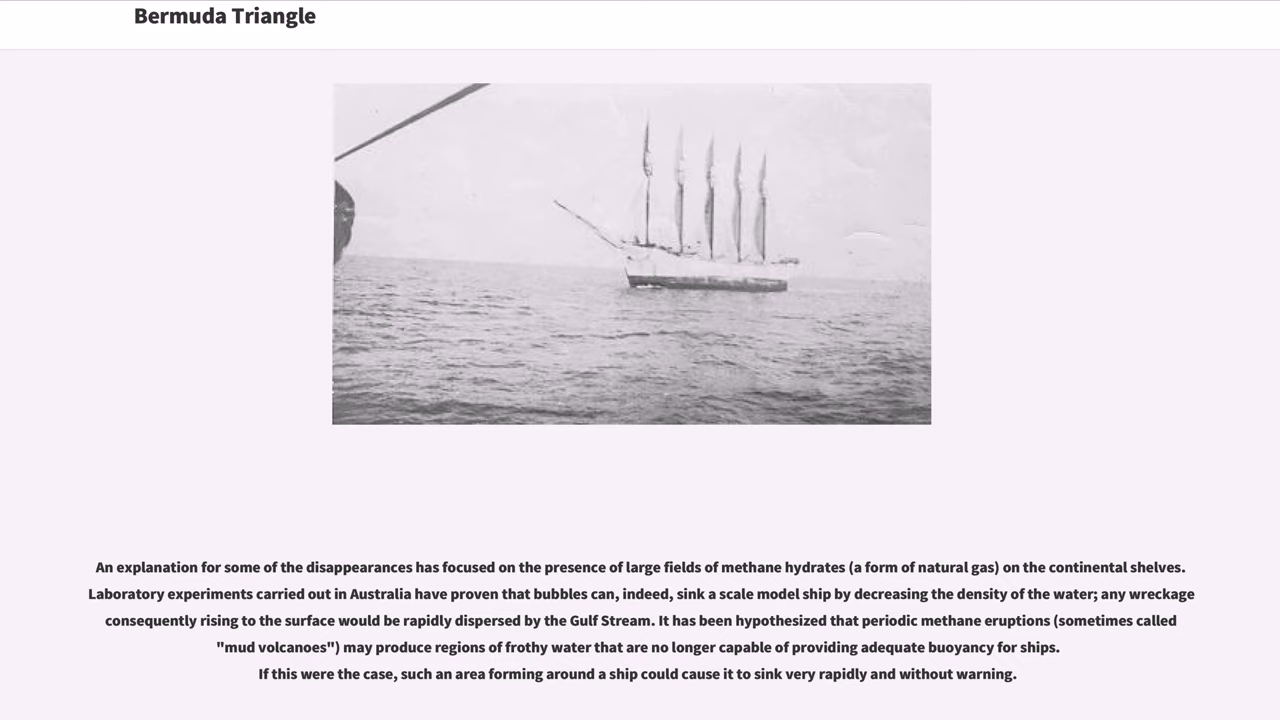 Bermuda Triangle
An explanation for some of the disappearances has focused on the presence of large fields of methane hydrates (a form of natural gas) on the continental shelves.
Laboratory experiments carried out in Australia have proven that bubbles can, indeed, sink a scale model ship by decreasing the density of the water; any wreckage
consequently rising to the surface would be rapidly dispersed by the Gulf Stream. It has been hypothesized that periodic methane eruptions (sometimes called
"mud volcanoes") may produce regions of frothy water that are no longer capable of providing adequate buoyancy for ships.
If this were the case, such an area forming around a ship could cause it to sink very rapidly and without warning.